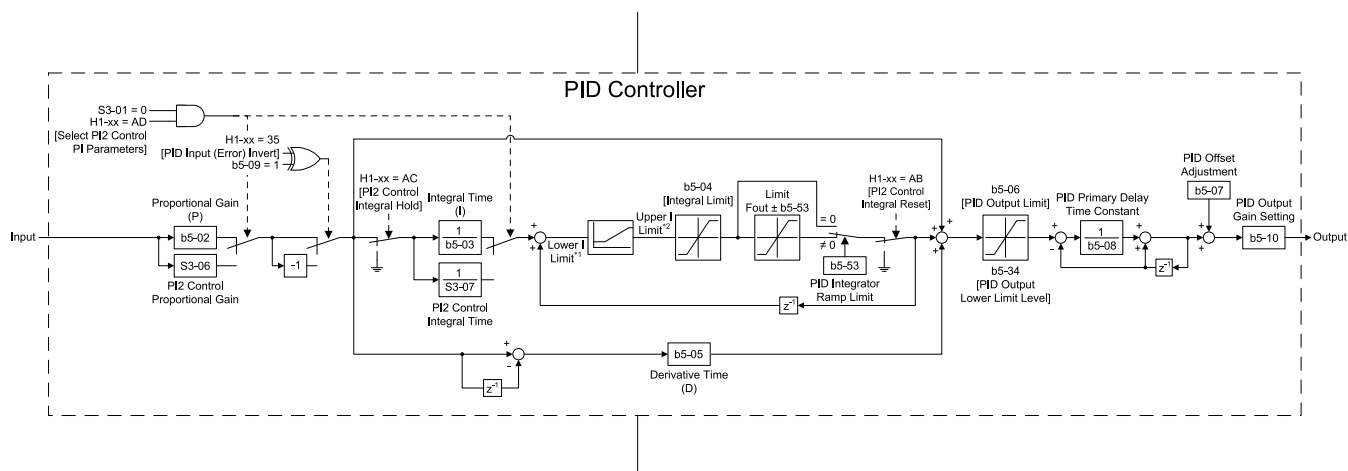 PID Controller
S3-01 = 0
H1-xx = AD
[Select PI2 Control
PI Parameters]
H1-xx = 35
[PID Input (Error) Invert]
b5-09 = 1
H1-xx = AC
[PI2 Control
Integral Hold]
Proportional Gain
(P)
Input
b5-02
S3-06
PI2 Control
Proportional Gain
-1
Integral Time
(I)
1
b5-03
1
S3-07
PI2 Control
Integral Time
+
+
Lower I
Limit*1
Upper I
Limit*2
b5-04
[Integral Limit]
Limit
Fout ± b5-53
= 0
≠ 0
b5-53
PID Integrator
Ramp Limit
H1-xx = AB
[PI2 Control
Integral Reset]
z-1
+
-
z-1
b5-05
Derivative Time
(D)
+
+
+
b5-06
[PID Output Limit]
b5-34
[PID Output
Lower Limit Level]
PID Primary Delay
Time Constant
+
-
1
b5-08
+
+
z-1
PID Offset
Adjustment
b5-07
+
+
PID Output
Gain Setting
b5-10
Output